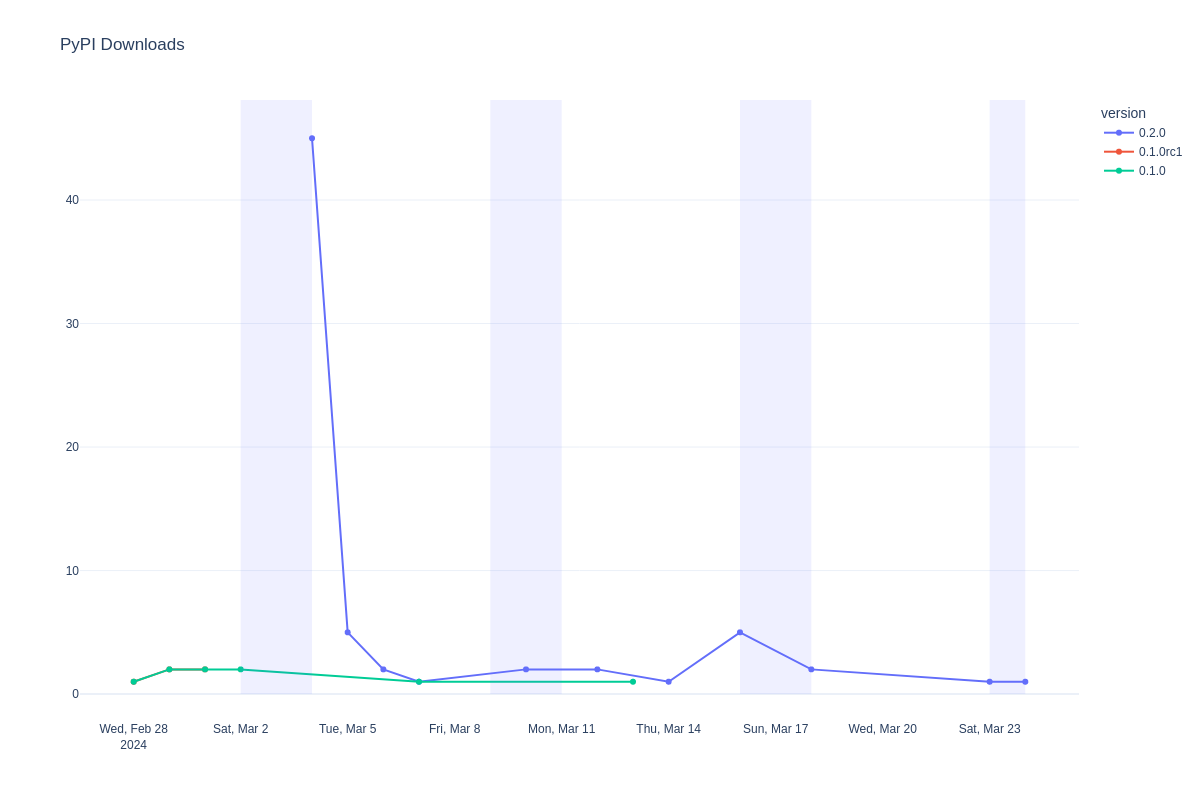 PyPI Downloads
version
0.2.0
0.1.0rc1
0.1.0
40
30
20
10
0
Wed, Feb 28
2024
Sat, Mar 2
Tue, Mar 5
Fri, Mar 8
Mon, Mar 11
Thu, Mar 14
Sun, Mar 17
Wed, Mar 20
Sat, Mar 23